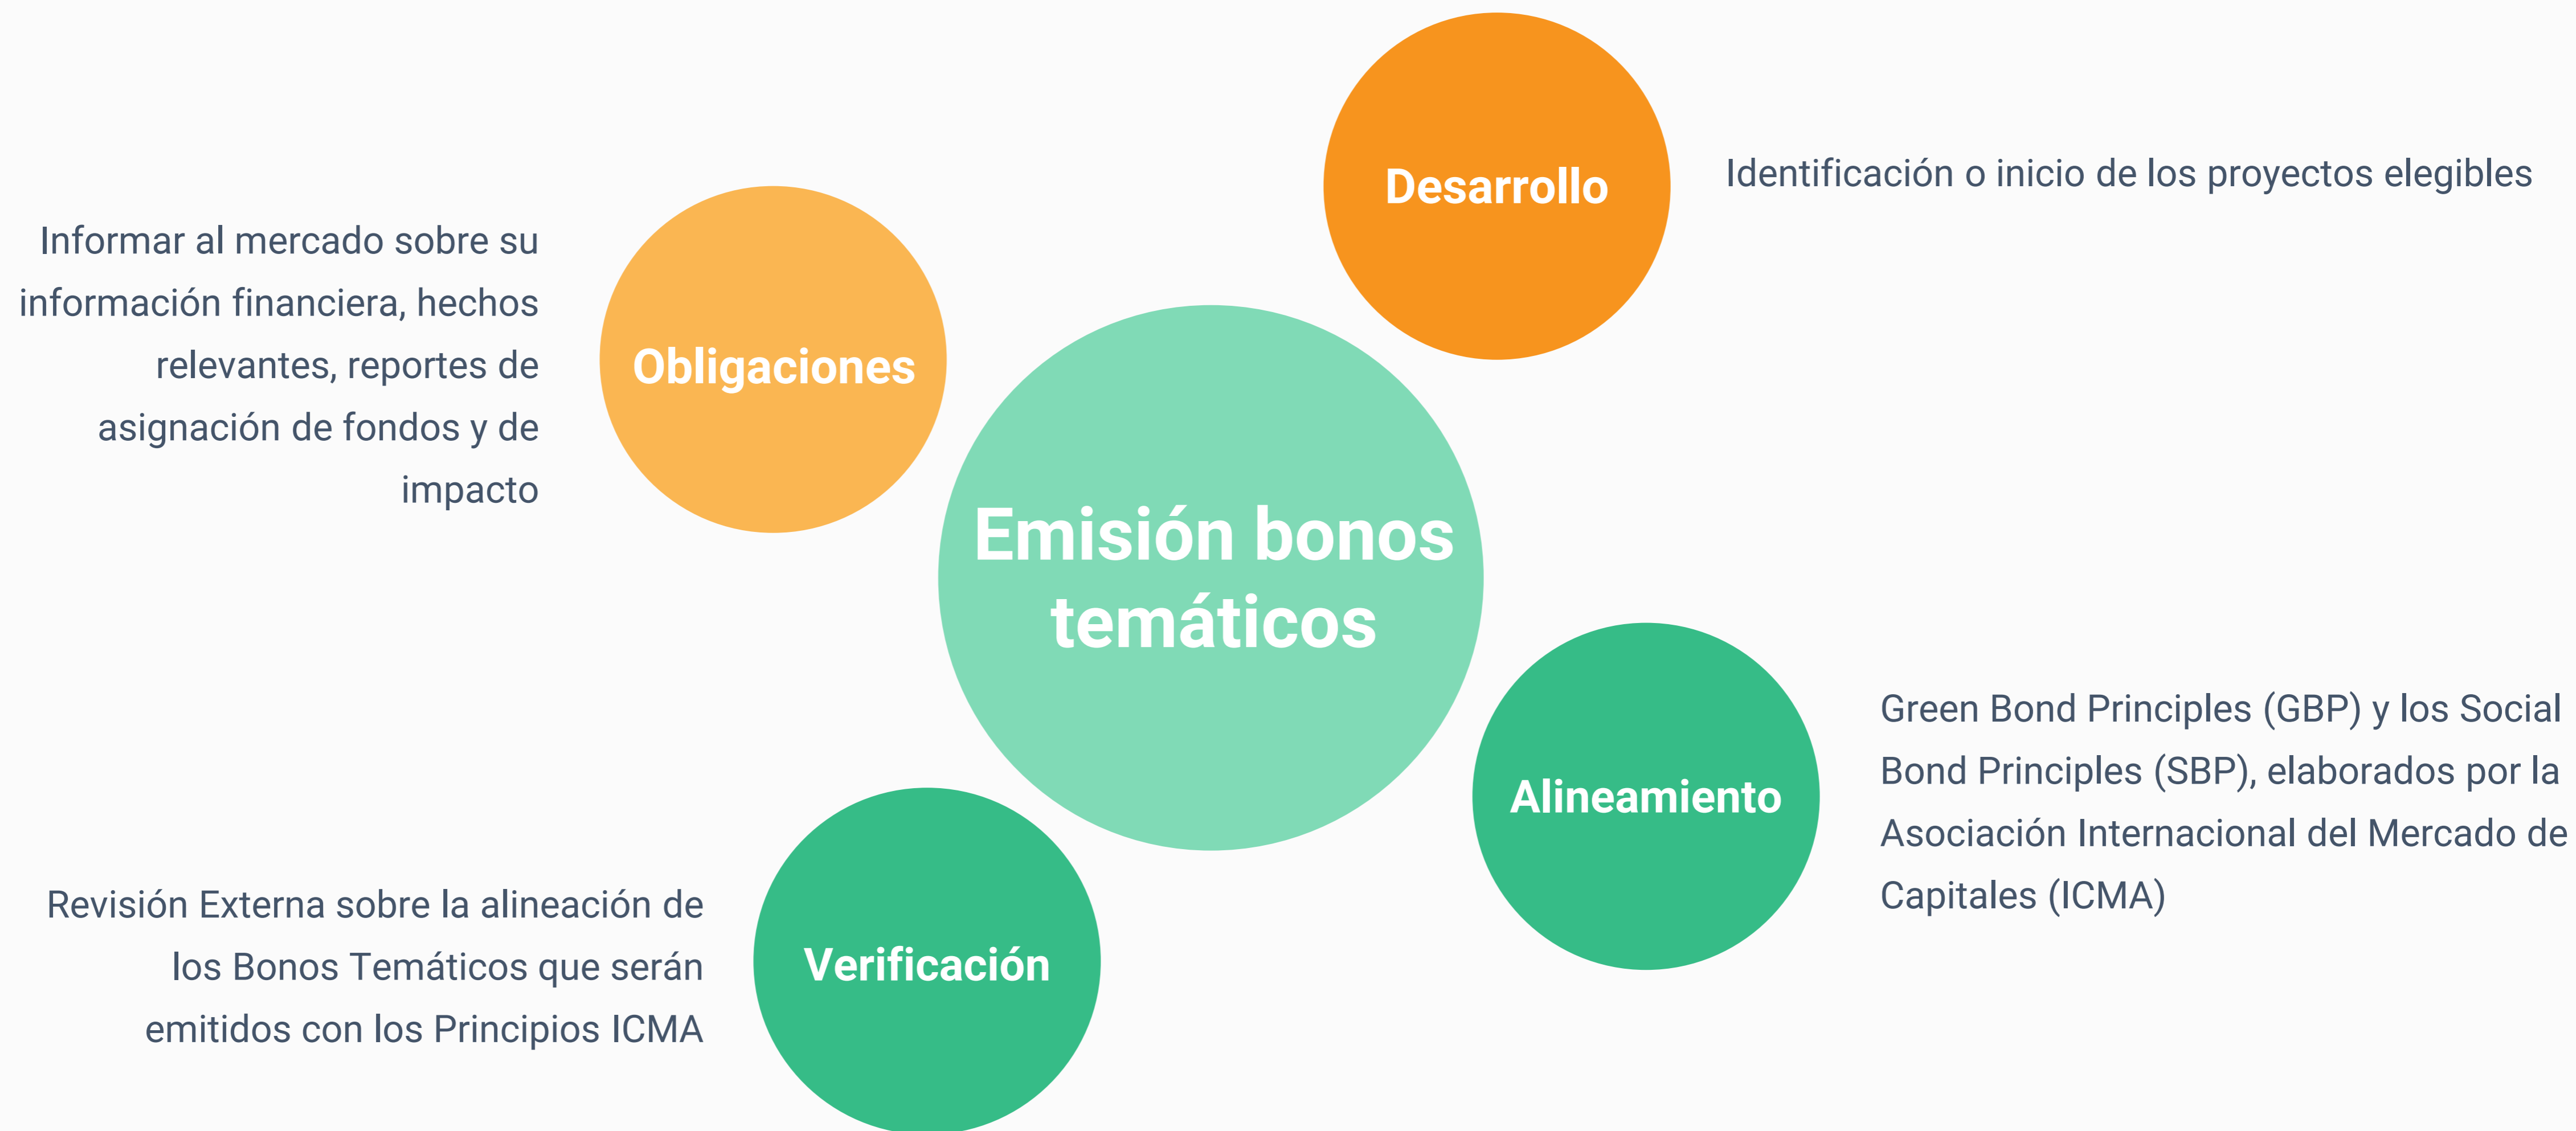 Desarrollo
Identificación o inicio de los proyectos elegibles
Informar al mercado sobre su
información financiera, hechos
relevantes, reportes de
asignación de fondos y de
impacto
Obligaciones
Emisión bonos
temáticos
Alineamiento
Green Bond Principles (GBP) y los Social
Bond Principles (SBP), elaborados por la
Asociación Internacional del Mercado de
Capitales (ICMA)
Revisión Externa sobre la alineación de
los Bonos Temáticos que serán
emitidos con los Principios ICMA
Verificación